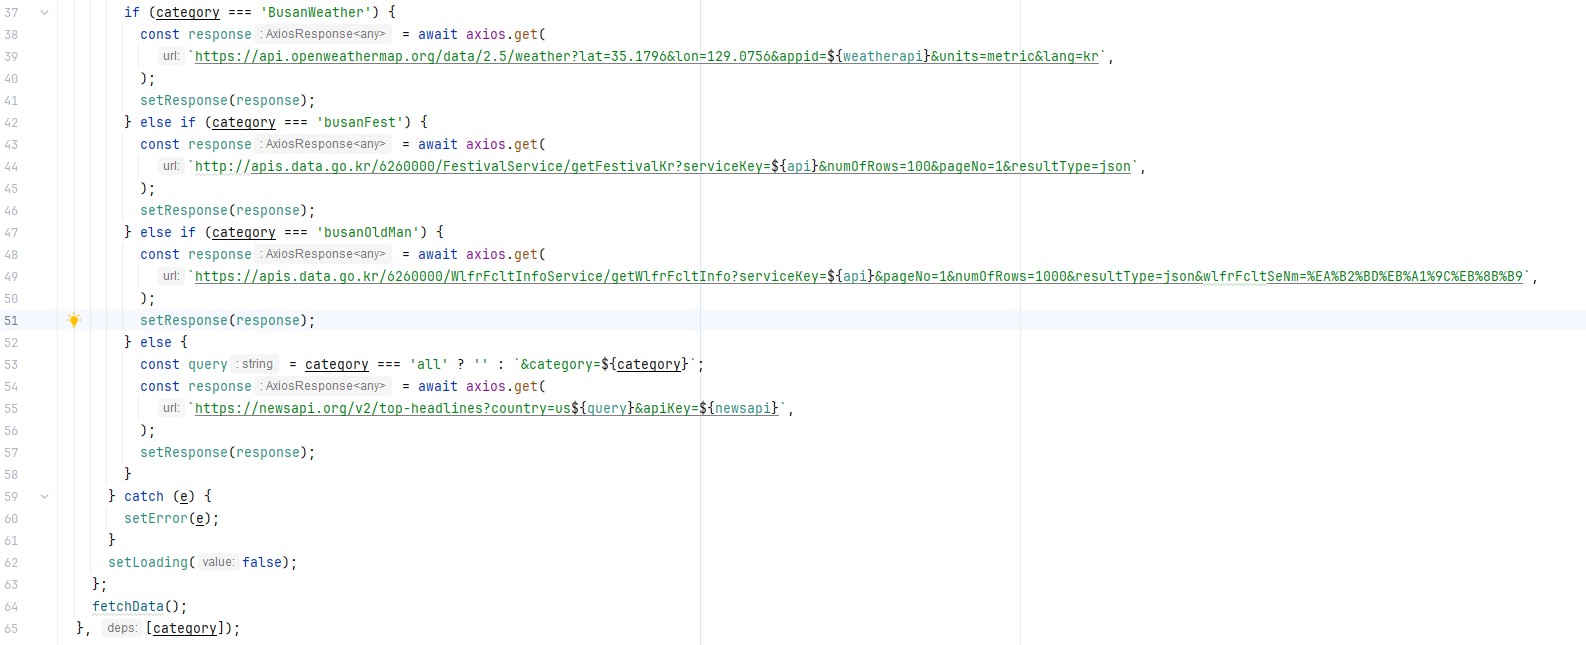 37 if (category === 'BusanWeather') {
38 const response : AxiosResponse<any> = await axios.get(
39 url: `https://api.openweathermap.org/data/2.5/weather?lat=35.1796&lon=129.0756&appid=${weatherapi}&units=metric&lang=kr`,
40 );
41 setResponse(response);
42 } else if (category === 'busanFest') {
43 const response : AxiosResponse<any> = await axios.get(
44 url: `http://apis.data.go.kr/6260000/FestivalService/getFestivalKr?serviceKey=${api}&numOfRows=100&pageNo=1&resultType=json`,
45 );
46 setResponse(response);
47 } else if (category === 'busanOldMan') {
48 const response : AxiosResponse<any> = await axios.get(
49 url: `https://apis.data.go.kr/6260000/WlfrFcltInfoService/getWlfrFcltInfo?serviceKey=${api}&pageNo=1&numOfRows=1000&resultType=json&wlfrFcltSeNm=%EA%B2%BD%EB%A1%9C%EB%8B%B9`,
50 );
51 setResponse(response);
52 } else {
53 const query : string = category === 'all' ? '' : `&category=${category}`;
54 const response : AxiosResponse<any> = await axios.get(
55 url: `https://newsapi.org/v2/top-headlines?country=us${query}&apiKey=${newsapi}`,
56 );
57 setResponse(response);
58 }
59 } catch (e) {
60 setError(e);
61 }
62 setLoading( value: false);
63 };
64 fetchData();
65 }, deps: [category]);